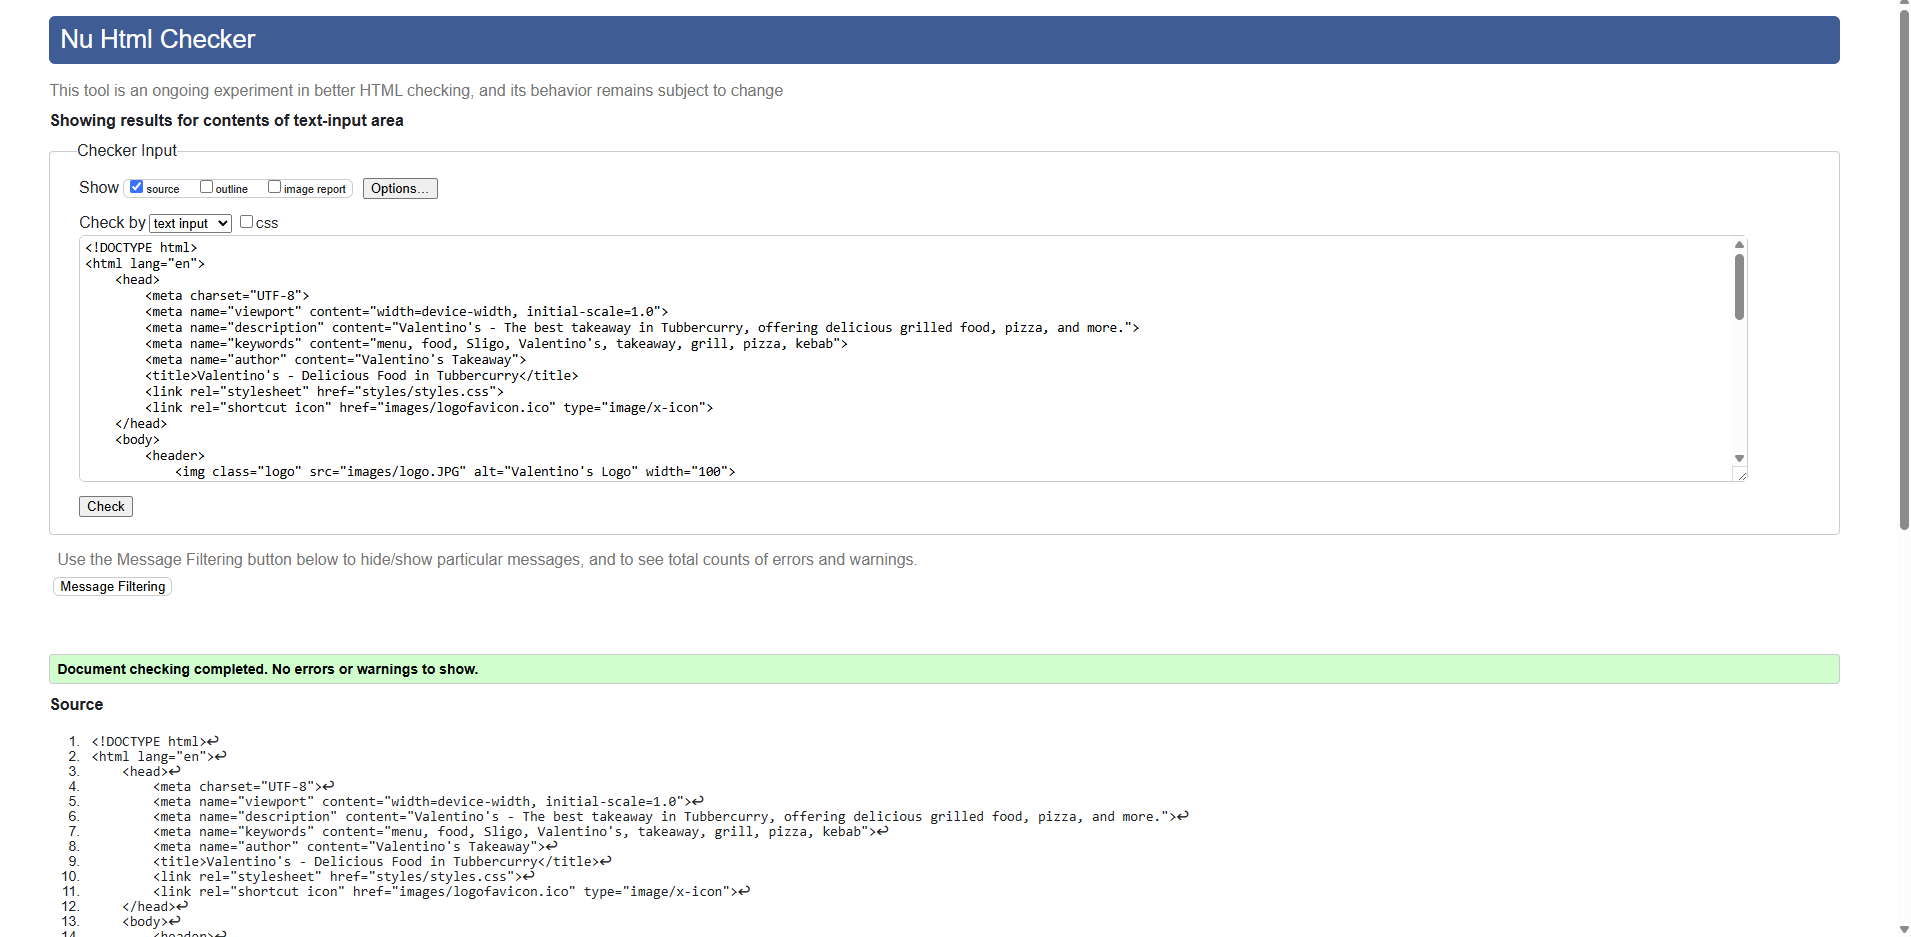 Nu Html Checker
This tool is an ongoing experiment in better HTML checking, and its behavior remains subject to change
Showing results for contents of text-input area
Checker Input
Show source outline image report Options...
Check by text input css
<!DOCTYPE html>
<html lang="en">
    <head>
        <meta charset="UTF-8">
        <meta name="viewport" content="width=device-width, initial-scale=1.0">
        <meta name="description" content="Valentino's - The best takeaway in Tubbercurry, offering delicious grilled food, pizza, and more.">
        <meta name="keywords" content="menu, food, Sligo, Valentino's, takeaway, grill, pizza, kebab">
        <meta name="author" content="Valentino's Takeaway">
        <title>Valentino's - Delicious Food in Tubbercurry</title>
        <link rel="stylesheet" href="styles/styles.css">
        <link rel="shortcut icon" href="images/logofavicon.ico" type="image/x-icon">
    </head>
    <body>
        <header>
            <img class="logo" src="images/logo.JPG" alt="Valentino's Logo" width="100">
Check
Use the Message Filtering button below to hide/show particular messages, and to see total counts of errors and warnings.
Message Filtering
Document checking completed. No errors or warnings to show.
Source
1. <!DOCTYPE html>↩
2. <html lang="en">↩
3.     <head>↩
4.         <meta charset="UTF-8">↩
5.         <meta name="viewport" content="width=device-width, initial-scale=1.0">↩
6.         <meta name="description" content="Valentino's - The best takeaway in Tubbercurry, offering delicious grilled food, pizza, and more.">↩
7.         <meta name="keywords" content="menu, food, Sligo, Valentino's, takeaway, grill, pizza, kebab">↩
8.         <meta name="author" content="Valentino's Takeaway">↩
9.         <title>Valentino's - Delicious Food in Tubbercurry</title>↩
10.         <link rel="stylesheet" href="styles/styles.css">↩
11.         <link rel="shortcut icon" href="images/logofavicon.ico" type="image/x-icon">↩
12.     </head>↩
13.     <body>↩
14.         <header>↩